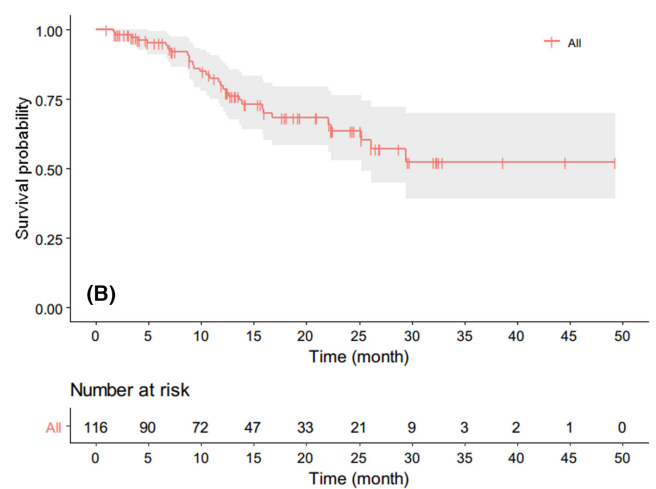 1.00
0.75
0.50
0.25
0.00
Survival probability
All
(B)
0 5 10 15 20 25 30 35 40 45 50
Time (month)
Number at risk
All 116 90 72 47 33 21 9 3 2 1 0
0 5 10 15 20 25 30 35 40 45 50
Time (month)